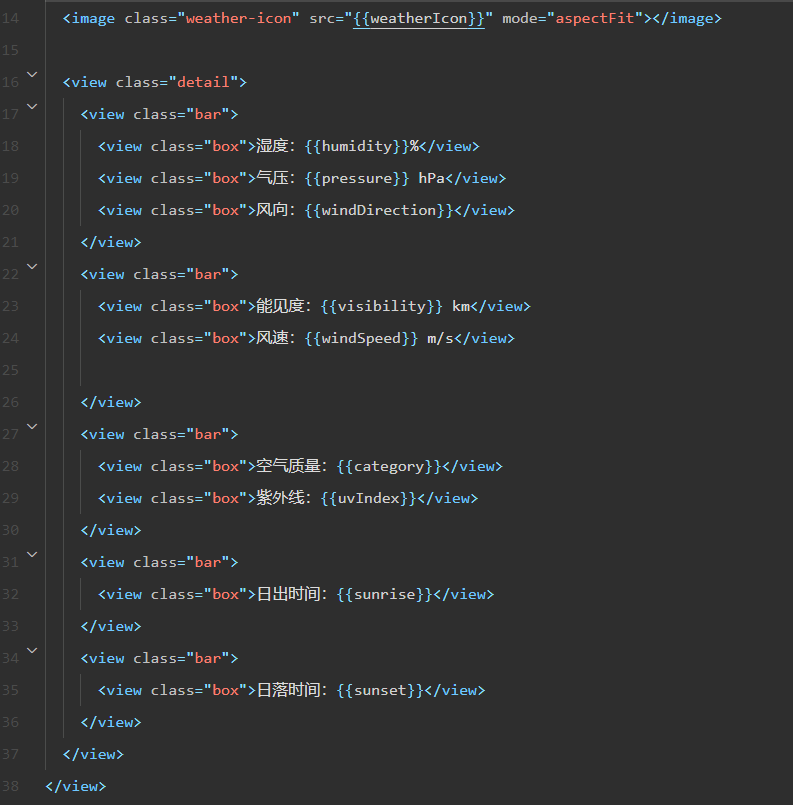 14 <image class="weather-icon" src="{{weatherIcon}}" mode="aspectFit"></image>
15
16 <view class="detail">
17 <view class="bar">
18 <view class="box">湿度：{{humidity}}%</view>
19 <view class="box">气压：{{pressure}} hPa</view>
20 <view class="box">风向：{{windDirection}}</view>
21 </view>
22 <view class="bar">
23 <view class="box">能见度：{{visibility}} km</view>
24 <view class="box">风速：{{windSpeed}} m/s</view>
25
26 </view>
27 <view class="bar">
28 <view class="box">空气质量：{{category}}</view>
29 <view class="box">紫外线：{{uvIndex}}</view>
30 </view>
31 <view class="bar">
32 <view class="box">日出时间：{{sunrise}}</view>
33 </view>
34 <view class="bar">
35 <view class="box">日落时间：{{sunset}}</view>
36 </view>
37 </view>
38 </view>